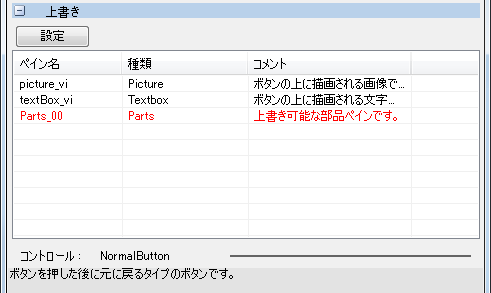 上書き
設定
ペイン名 種類 コメント
picture_vi Picture ボタンの上に描画される画像で...
textBox_vi Textbox ボタンの上に描画される文字...
Parts_00 Parts 上書き可能な部品ペインです。
コントロール： NormalButton
ボタンを押した後に元に戻るタイプのボタンです。